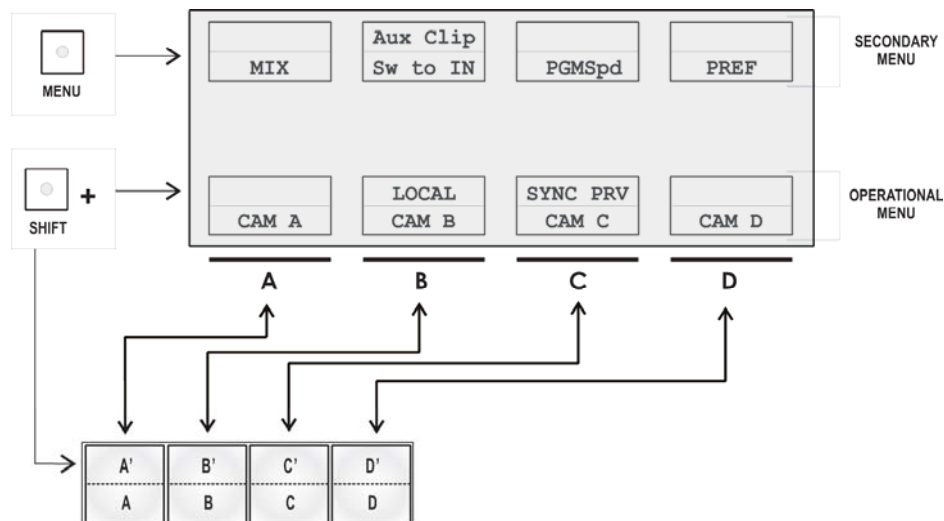 Aux Clip
MIX Sw to IN PGMSpd PREF
SECONDARY
MENU
MENU
LOCAL SYNC PRV
CAM A CAM B CAM C CAM D
+
SHIFT
OPERATIONAL
MENU
A B C D
A' B' C' D'
A B C D